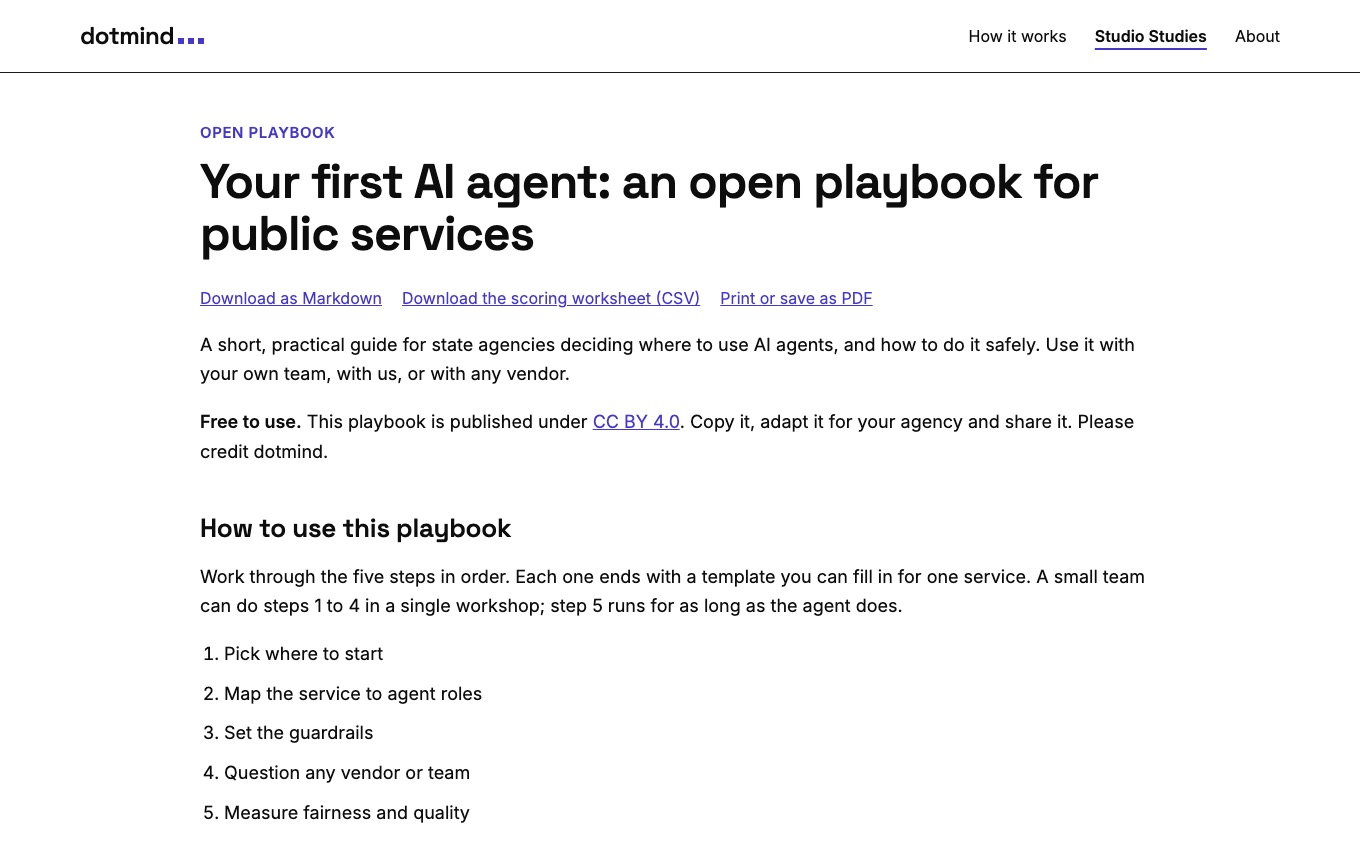 dotmind
How it works
Studio Studies
About
OPEN PLAYBOOK
Your first AI agent: an open playbook for
public services
Download as Markdown
Download the scoring worksheet (CSV)
Print or save as PDF
A short, practical guide for state agencies deciding where to use AI agents, and how to do it safely. Use it with
your own team, with us, or with any vendor.
Free to use. This playbook is published under CC BY 4.0. Copy it, adapt it for your agency and share it. Please
credit dotmind.
How to use this playbook
Work through the five steps in order. Each one ends with a template you can fill in for one service. A small team
can do steps 1 to 4 in a single workshop; step 5 runs for as long as the agent does.
1. Pick where to start
2. Map the service to agent roles
3. Set the guardrails
4. Question any vendor or team
5. Measure fairness and quality